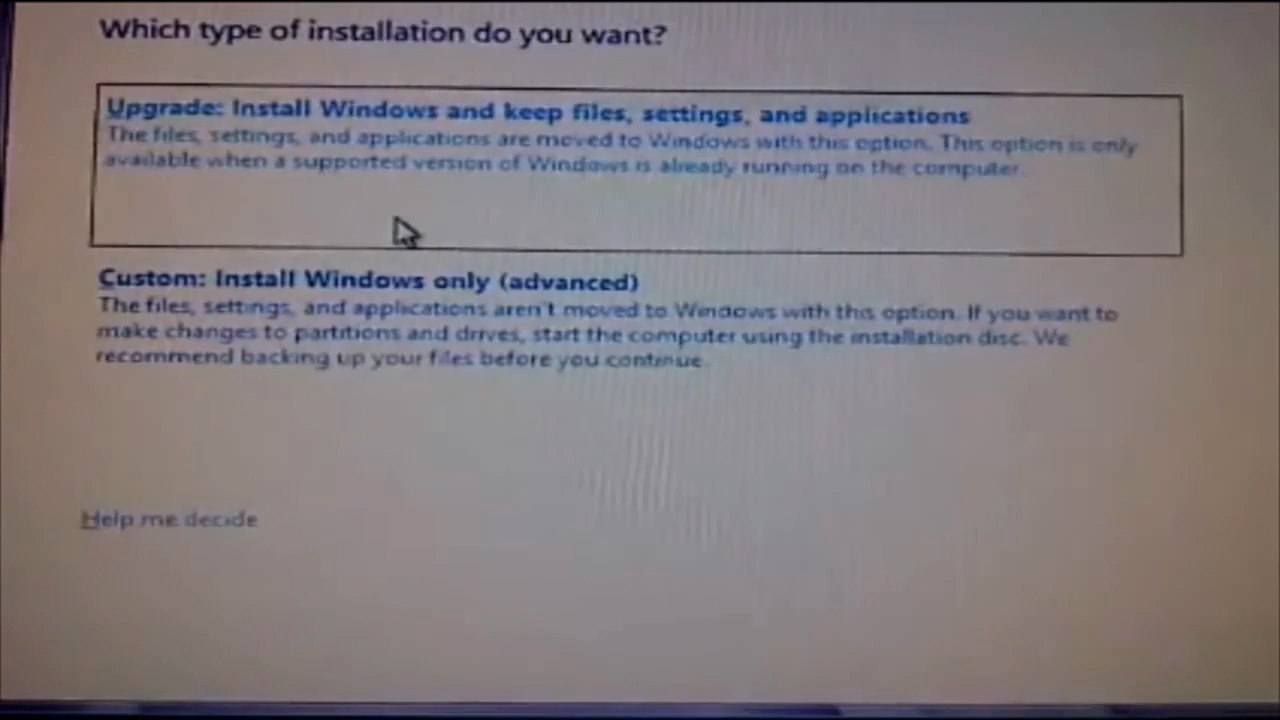 Which type of installation do you want?
Upgrade: Install Windows and keep files, settings, and applications
The files, settings, and applications are moved to Windows with this option. This option is only
available when a supported version of Windows is already running on the computer.
Custom: Install Windows only (advanced)
The files, settings, and applications aren't moved to Windows with this option. If you want to
make changes to partitions and drives, start the computer using the installation disc. We
recommend backing up your files before you continue.
Help me decide